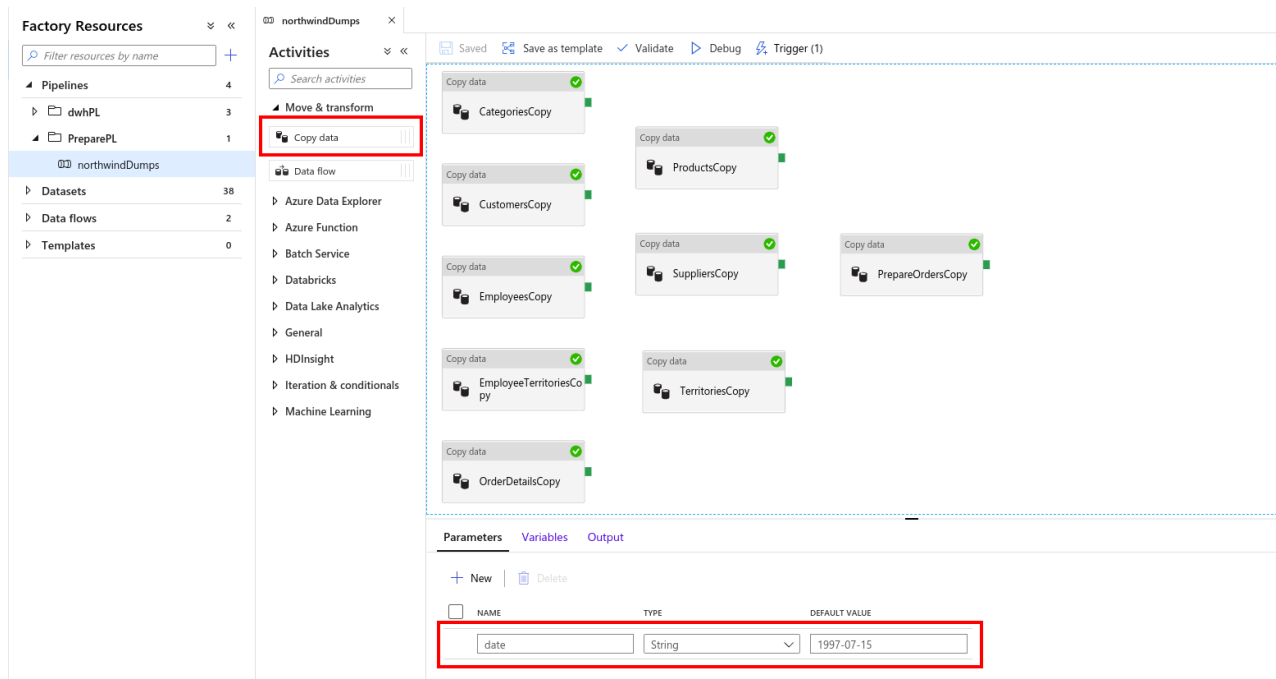 Factory Resources
Filter resources by name
Pipelines 4
dwhPL 3
PreparePL 1
northwindDumps
Datasets 38
Data flows 2
Templates 0
northwindDumps
Activities
Search activities
Move & transform
Copy data
Data flow
Azure Data Explorer
Azure Function
Batch Service
Databricks
Data Lake Analytics
General
HDInsight
Iteration & conditionals
Machine Learning
Saved Save as template Validate Debug Trigger (1)
Copy data
CategoriesCopy
Copy data
CustomersCopy
Copy data
EmployeesCopy
Copy data
EmployeeTerritoriesCo
py
Copy data
OrderDetailsCopy
Copy data
ProductsCopy
Copy data
SuppliersCopy
Copy data
TerritoriesCopy
Copy data
PrepareOrdersCopy
Parameters Variables Output
New Delete
NAME TYPE DEFAULT VALUE
date String 1997-07-15